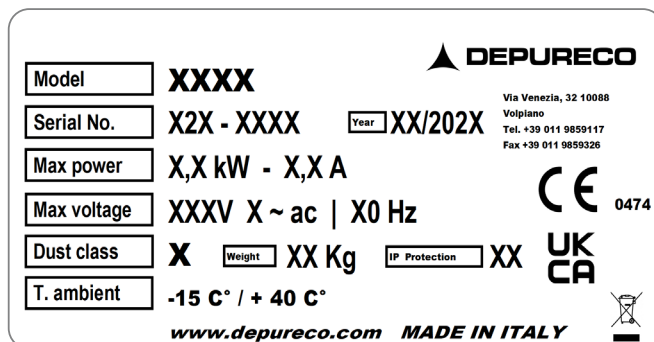 DEPURECO
Model XXXX
Via Venezia, 32 10088
Volpiano
Tel. +39 011 9859117
Fax +39 011 9859326
Serial No. X2X - XXXX Year XX/202X
Max power X,X kW - X,X A
Max voltage XXXV X ~ ac | X0 Hz
CE 0474
Dust class X Weight XX Kg IP Protection XX
UK
CA
T. ambient -15 C° / + 40 C°
www.depureco.com MADE IN ITALY